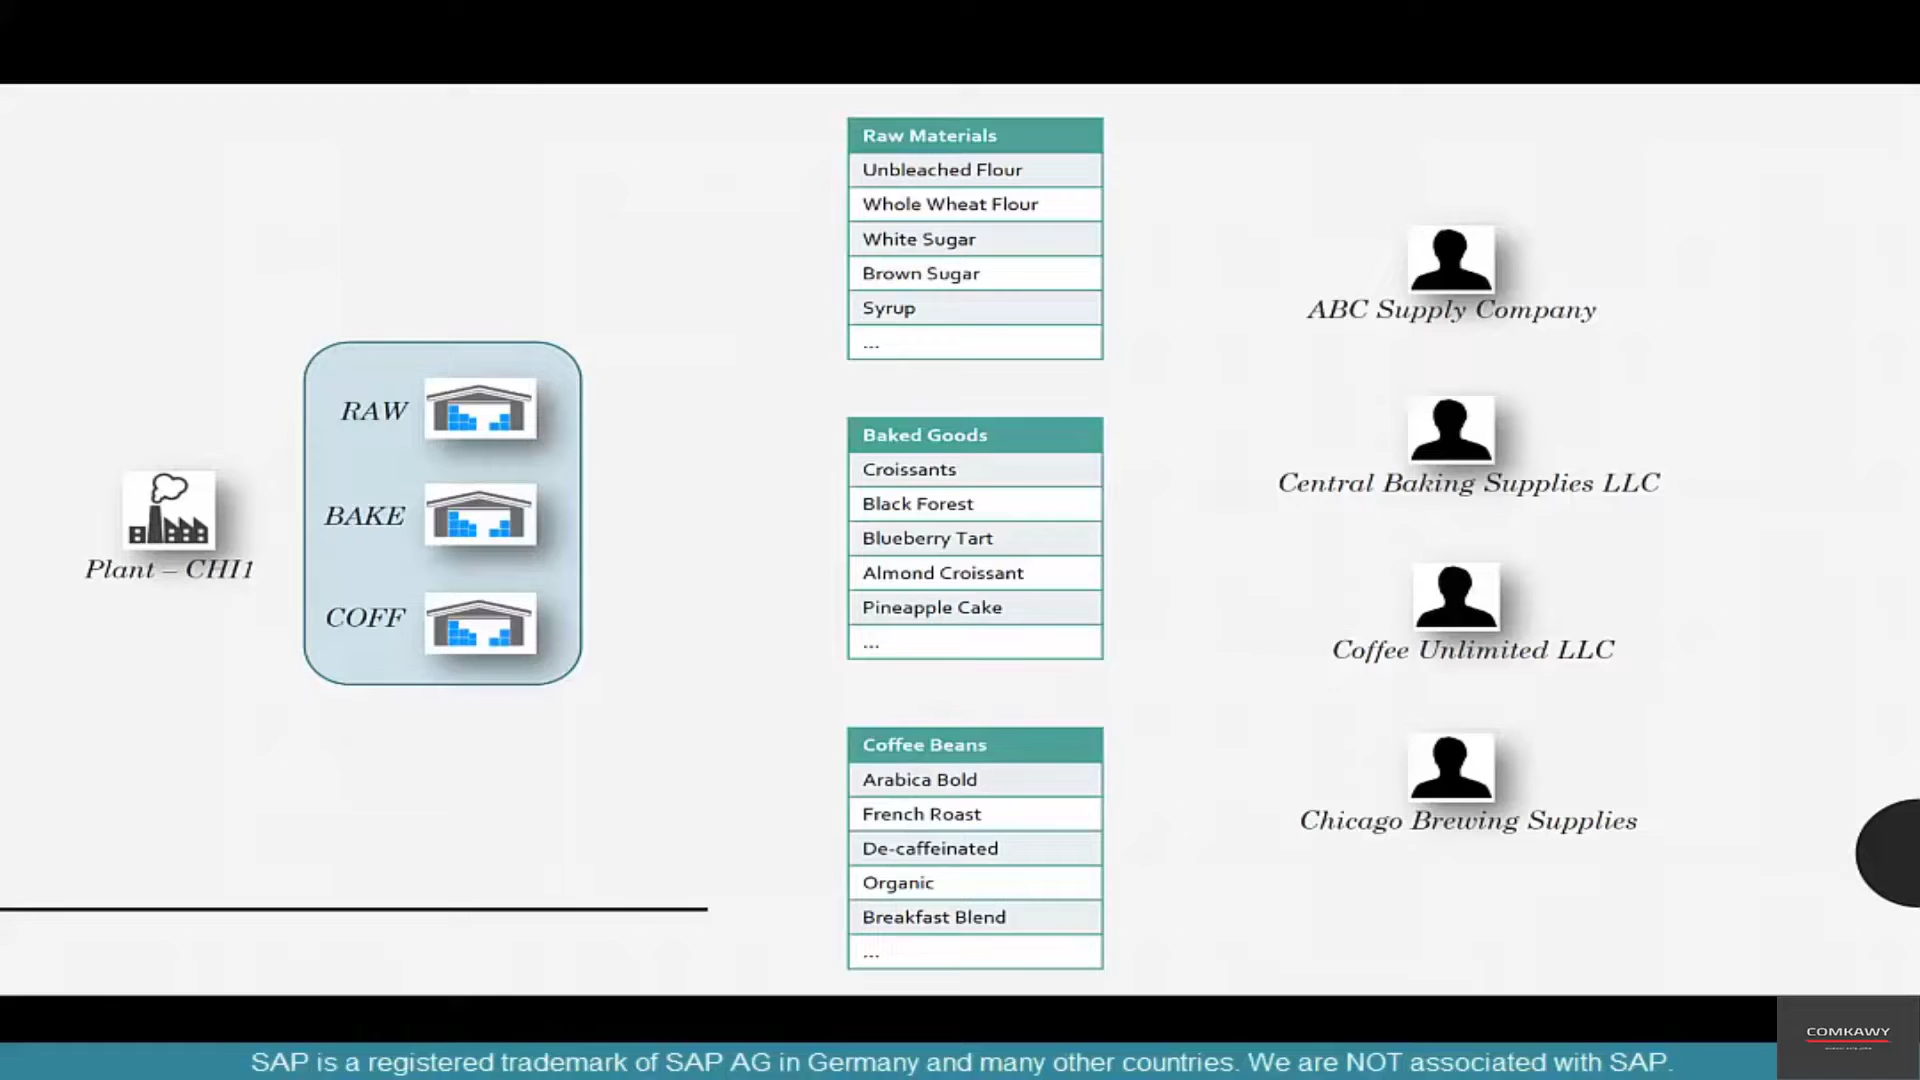 Plant – CHI1
RAW
BAKE
COFF
Raw Materials
Unbleached Flour
Whole Wheat Flour
White Sugar
Brown Sugar
Syrup
...
Baked Goods
Croissants
Black Forest
Blueberry Tart
Almond Croissant
Pineapple Cake
...
Coffee Beans
Arabica Bold
French Roast
De-caffeinated
Organic
Breakfast Blend
...
ABC Supply Company
Central Baking Supplies LLC
Coffee Unlimited LLC
Chicago Brewing Supplies
COMKAWY
SAP is a registered trademark of SAP AG in Germany and many other countries. We are NOT associated with SAP.